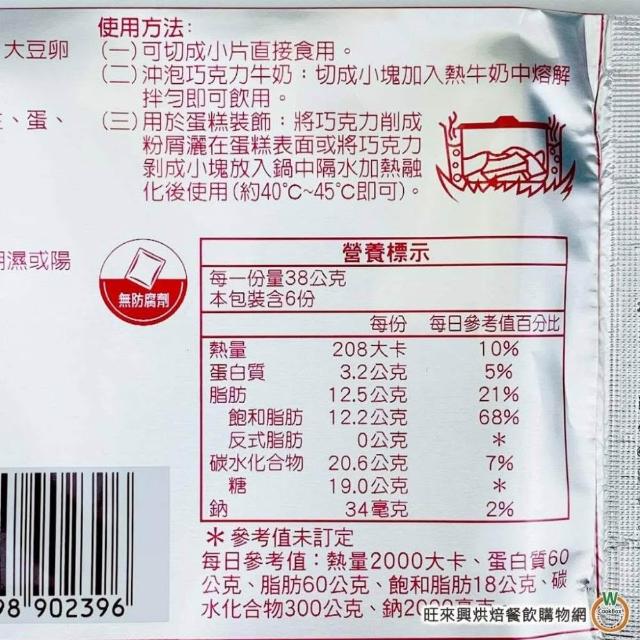 使用方法:
大豆卵
(一)可切成小片直接食用。
(二)沖泡巧克力牛奶:切成小塊加入熱牛奶中熔解
拌勻即可飲用。
、蛋、
(三)用於蛋糕裝飾:將巧克力削成
粉屑灑在蛋糕表面或將巧克力
剝成小塊放入鍋中隔水加熱融
化後使用(約40℃~45℃即可)。
濕或陽
無防腐劑
營養標示
每一份量38公克
本包裝含6份
每份 每日參考值百分比
熱量 208大卡 10%
蛋白質 3.2公克 5%
脂肪 12.5公克 21%
飽和脂肪 12.2公克 68%
反式脂肪 0公克 *
碳水化合物 20.6公克 7%
糖 19.0公克 *
鈉 34毫克 2%
*參考值未訂定
每日參考值:熱量2000大卡、蛋白質60
公克、脂肪60公克、飽和脂肪18公克、碳
水化合物300公克、鈉2000毫克
98 902396
旺來興烘焙餐飲購物網
W
CookBox